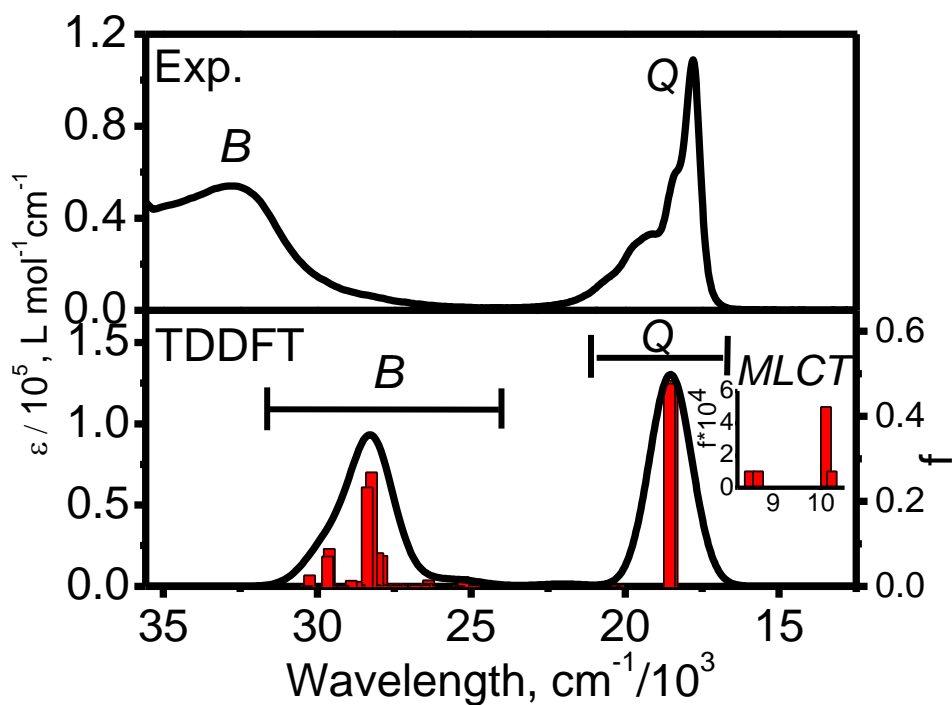 1.2
Exp.
Q
B
0.8
0.4
0.0
ε / 10⁵, L mol⁻¹cm⁻¹
TDDFT
Q
0.6
1.5
B
MLCT
6
4
2
0
f*10⁴
9 10
1.0
0.4
0.5
0.2
0.0
0.0
f
35 30 25 20 15
Wavelength, cm⁻¹/10³